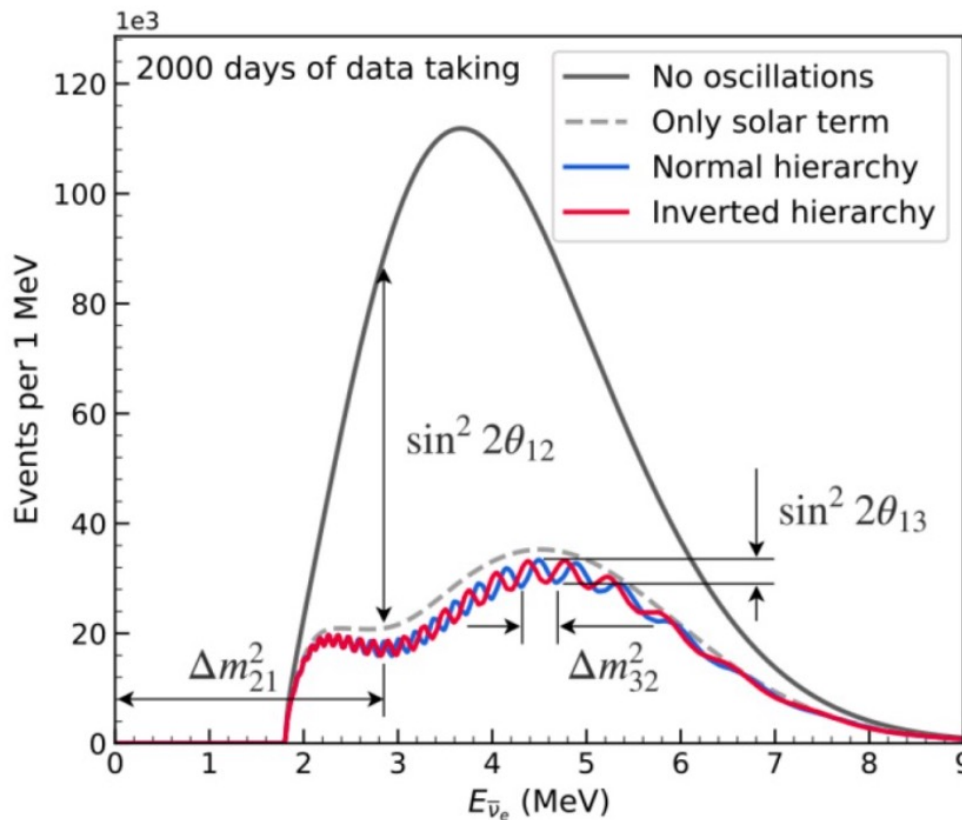 1e3
2000 days of data taking
No oscillations
Only solar term
Normal hierarchy
Inverted hierarchy
120
100
80
60
40
20
0
Events per 1 MeV
sin² 2θ₁₂
sin² 2θ₁₃
Δm²₂₁
Δm²₃₂
0 1 2 3 4 5 6 7 8 9
E_ν̅ₑ (MeV)